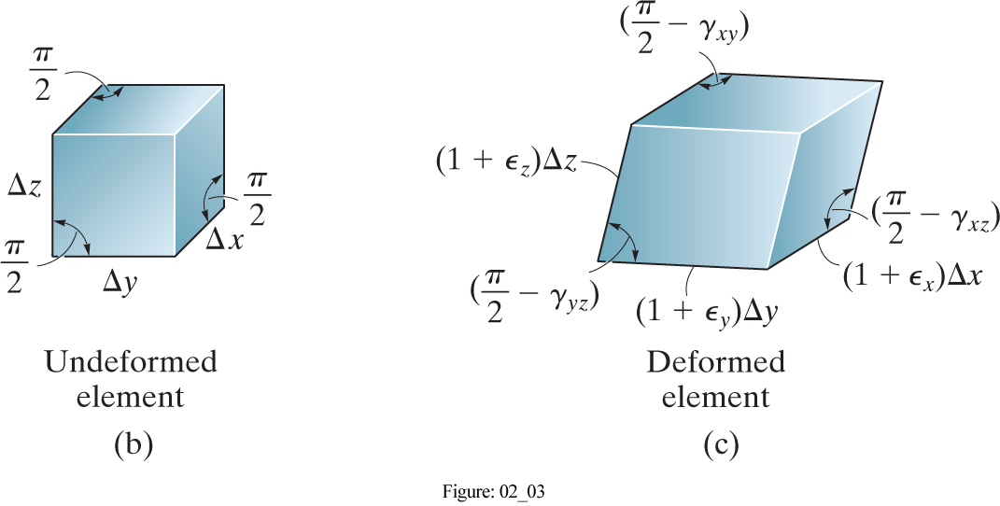 π/2
Δz
π/2
π/2
Δx
Δy
Undeformed
element
(b)
(π/2 − γxy)
(1 + ϵz)Δz
(π/2 − γxz)
(1 + ϵx)Δx
(π/2 − γyz)
(1 + ϵy)Δy
Deformed
element
(c)
Figure: 02_03